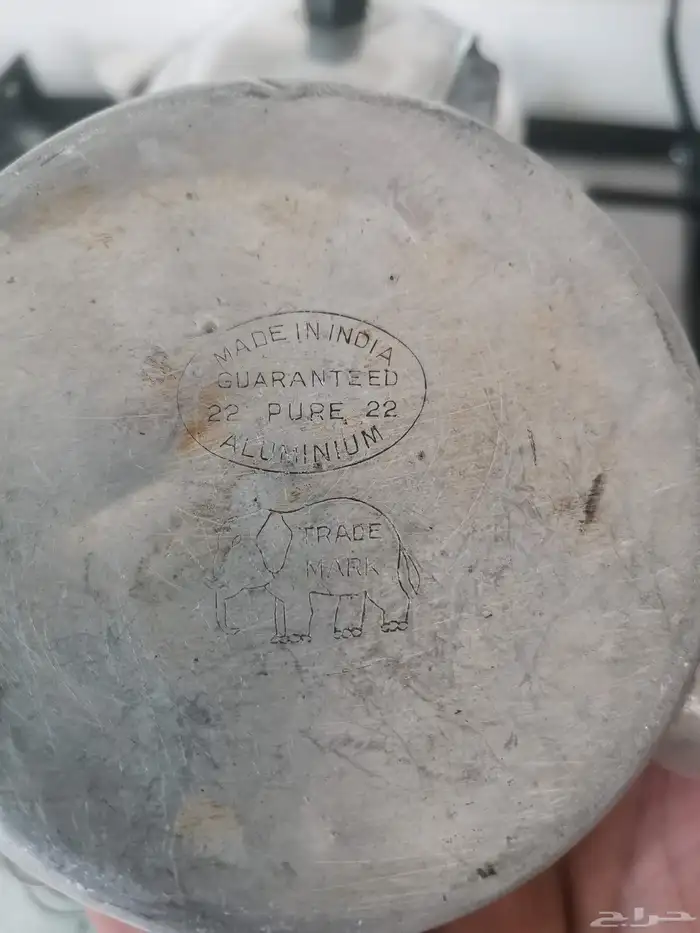 MADE IN INDIA
GUARANTEED
22 PURE 22
ALUMINIUM
TRADE
MARK
حراج